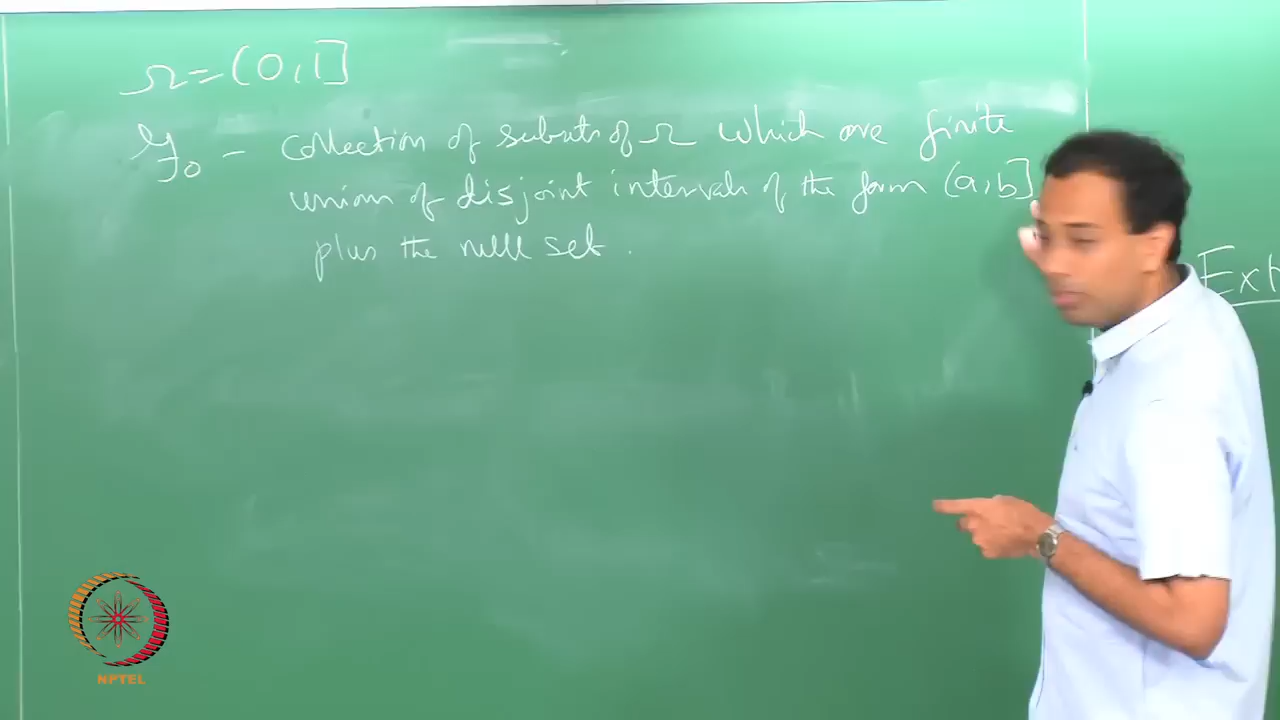 Ω = (0,1]
ℱ₀ – collection of subsets of Ω which are finite
union of disjoint intervals of the form (a,b]
plus the null set.
Ext
NPTEL